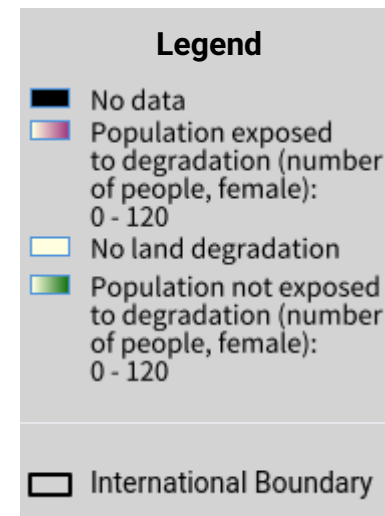 Legend
No data
Population exposed
to degradation (number
of people, female):
0 - 120
No land degradation
Population not exposed
to degradation (number
of people, female):
0 - 120
International Boundary